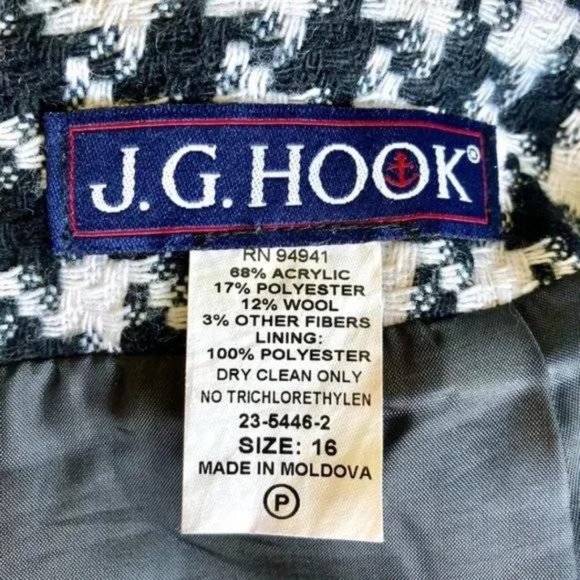 J.G.HOOK®
RN 94941
68% ACRYLIC
17% POLYESTER
12% WOOL
3% OTHER FIBERS
LINING:
100% POLYESTER
DRY CLEAN ONLY
NO TRICHLORETHYLEN
23-5446-2
SIZE: 16
MADE IN MOLDOVA
P